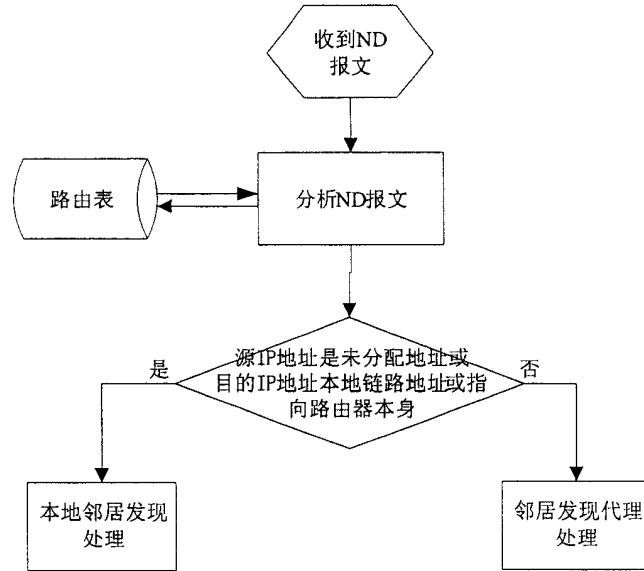 收到ND
报文
路由表
分析ND报文
源IP地址是未分配地址或
目的IP地址本地链路地址或指
向路由器本身
是
否
本地邻居发现
处理
邻居发现代理
处理